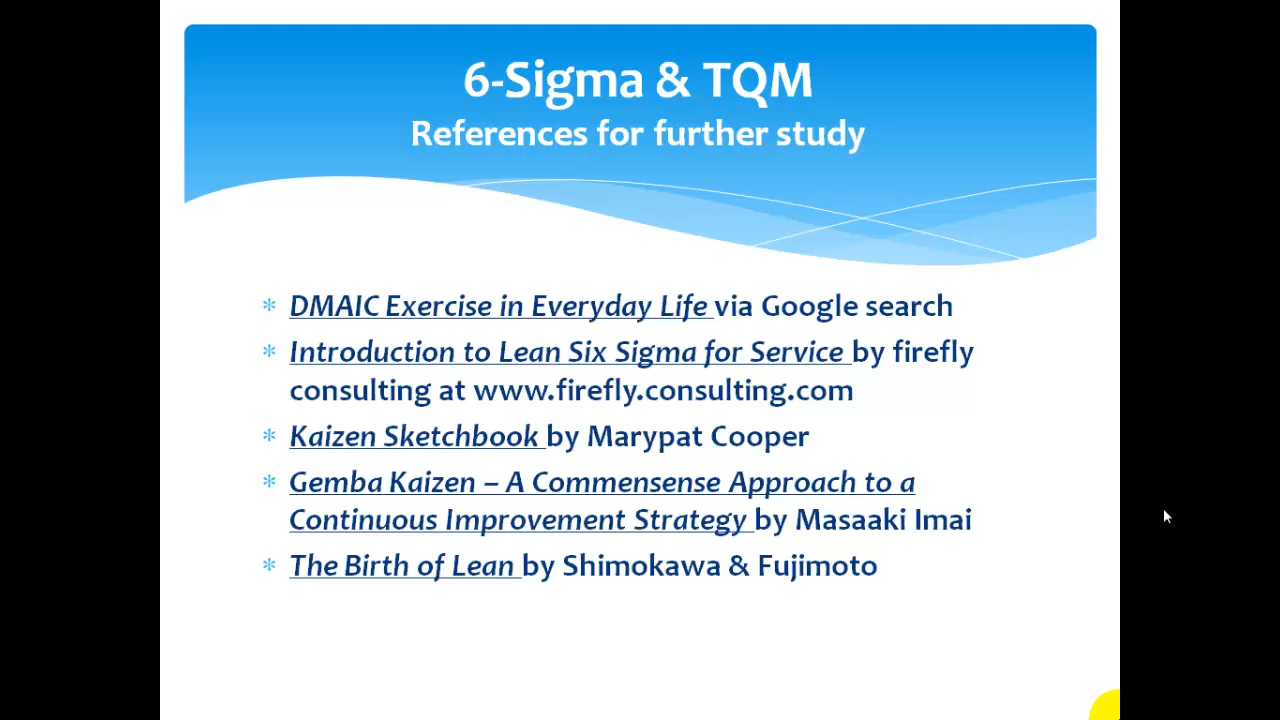 6-Sigma & TQM
References for further study
* DMAIC Exercise in Everyday Life via Google search
* Introduction to Lean Six Sigma for Service by firefly
consulting at www.firefly.consulting.com
* Kaizen Sketchbook by Marypat Cooper
* Gemba Kaizen – A Commensense Approach to a
Continuous Improvement Strategy by Masaaki Imai
* The Birth of Lean by Shimokawa & Fujimoto